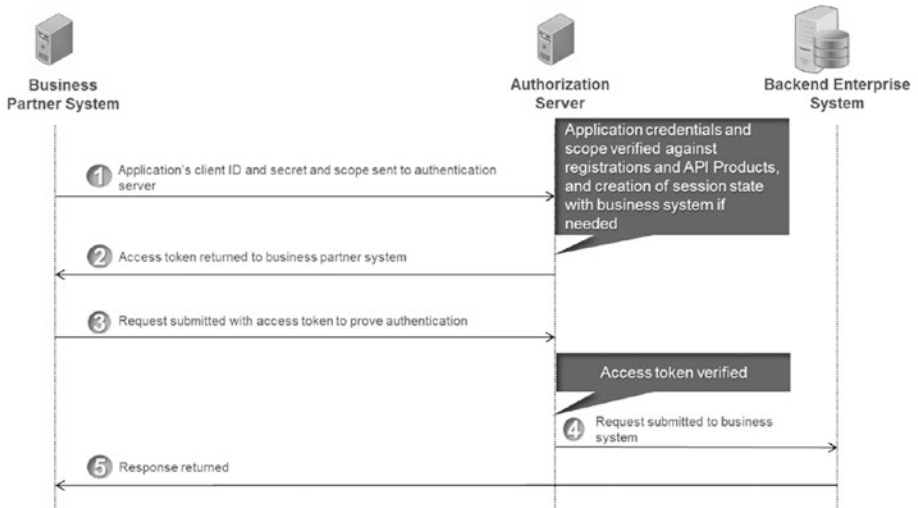 Business
Partner System
Authorization
Server
Backend Enterprise
System
Application credentials and
scope verified against
registrations and API Products,
and creation of session state
with business system if
needed
1 Application's client ID and secret and scope sent to authentication
server
2 Access token returned to business partner system
3 Request submitted with access token to prove authentication
Access token verified
4 Request submitted to business
system
5 Response returned